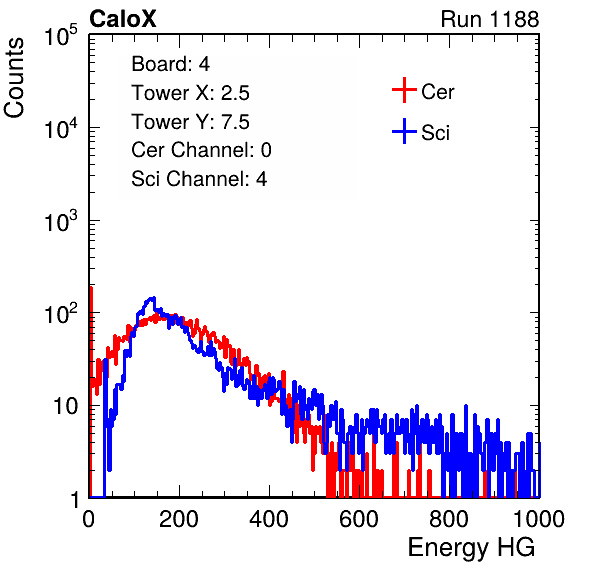 CaloX Run 1188
Counts
Board: 4
Tower X: 2.5
Tower Y: 7.5
Cer Channel: 0
Sci Channel: 4
Cer
Sci
10^5
10^4
10^3
10^2
10
1
0 200 400 600 800 1000
Energy HG